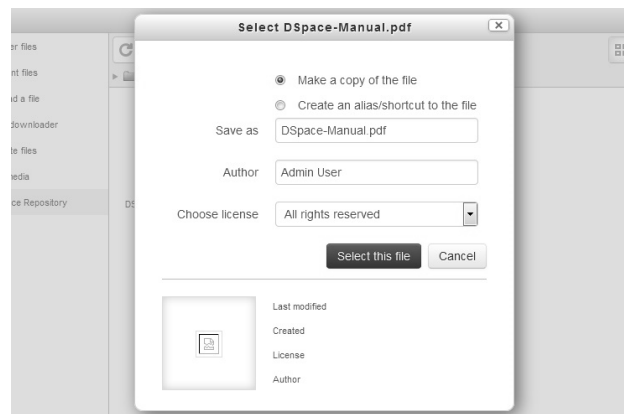 Select DSpace-Manual.pdf
er files
nt files
d a file
downloader
te files
media
ce Repository
DS
Make a copy of the file
Create an alias/shortcut to the file
Save as DSpace-Manual.pdf
Author Admin User
Choose license All rights reserved
Select this file Cancel
Last modified
Created
License
Author